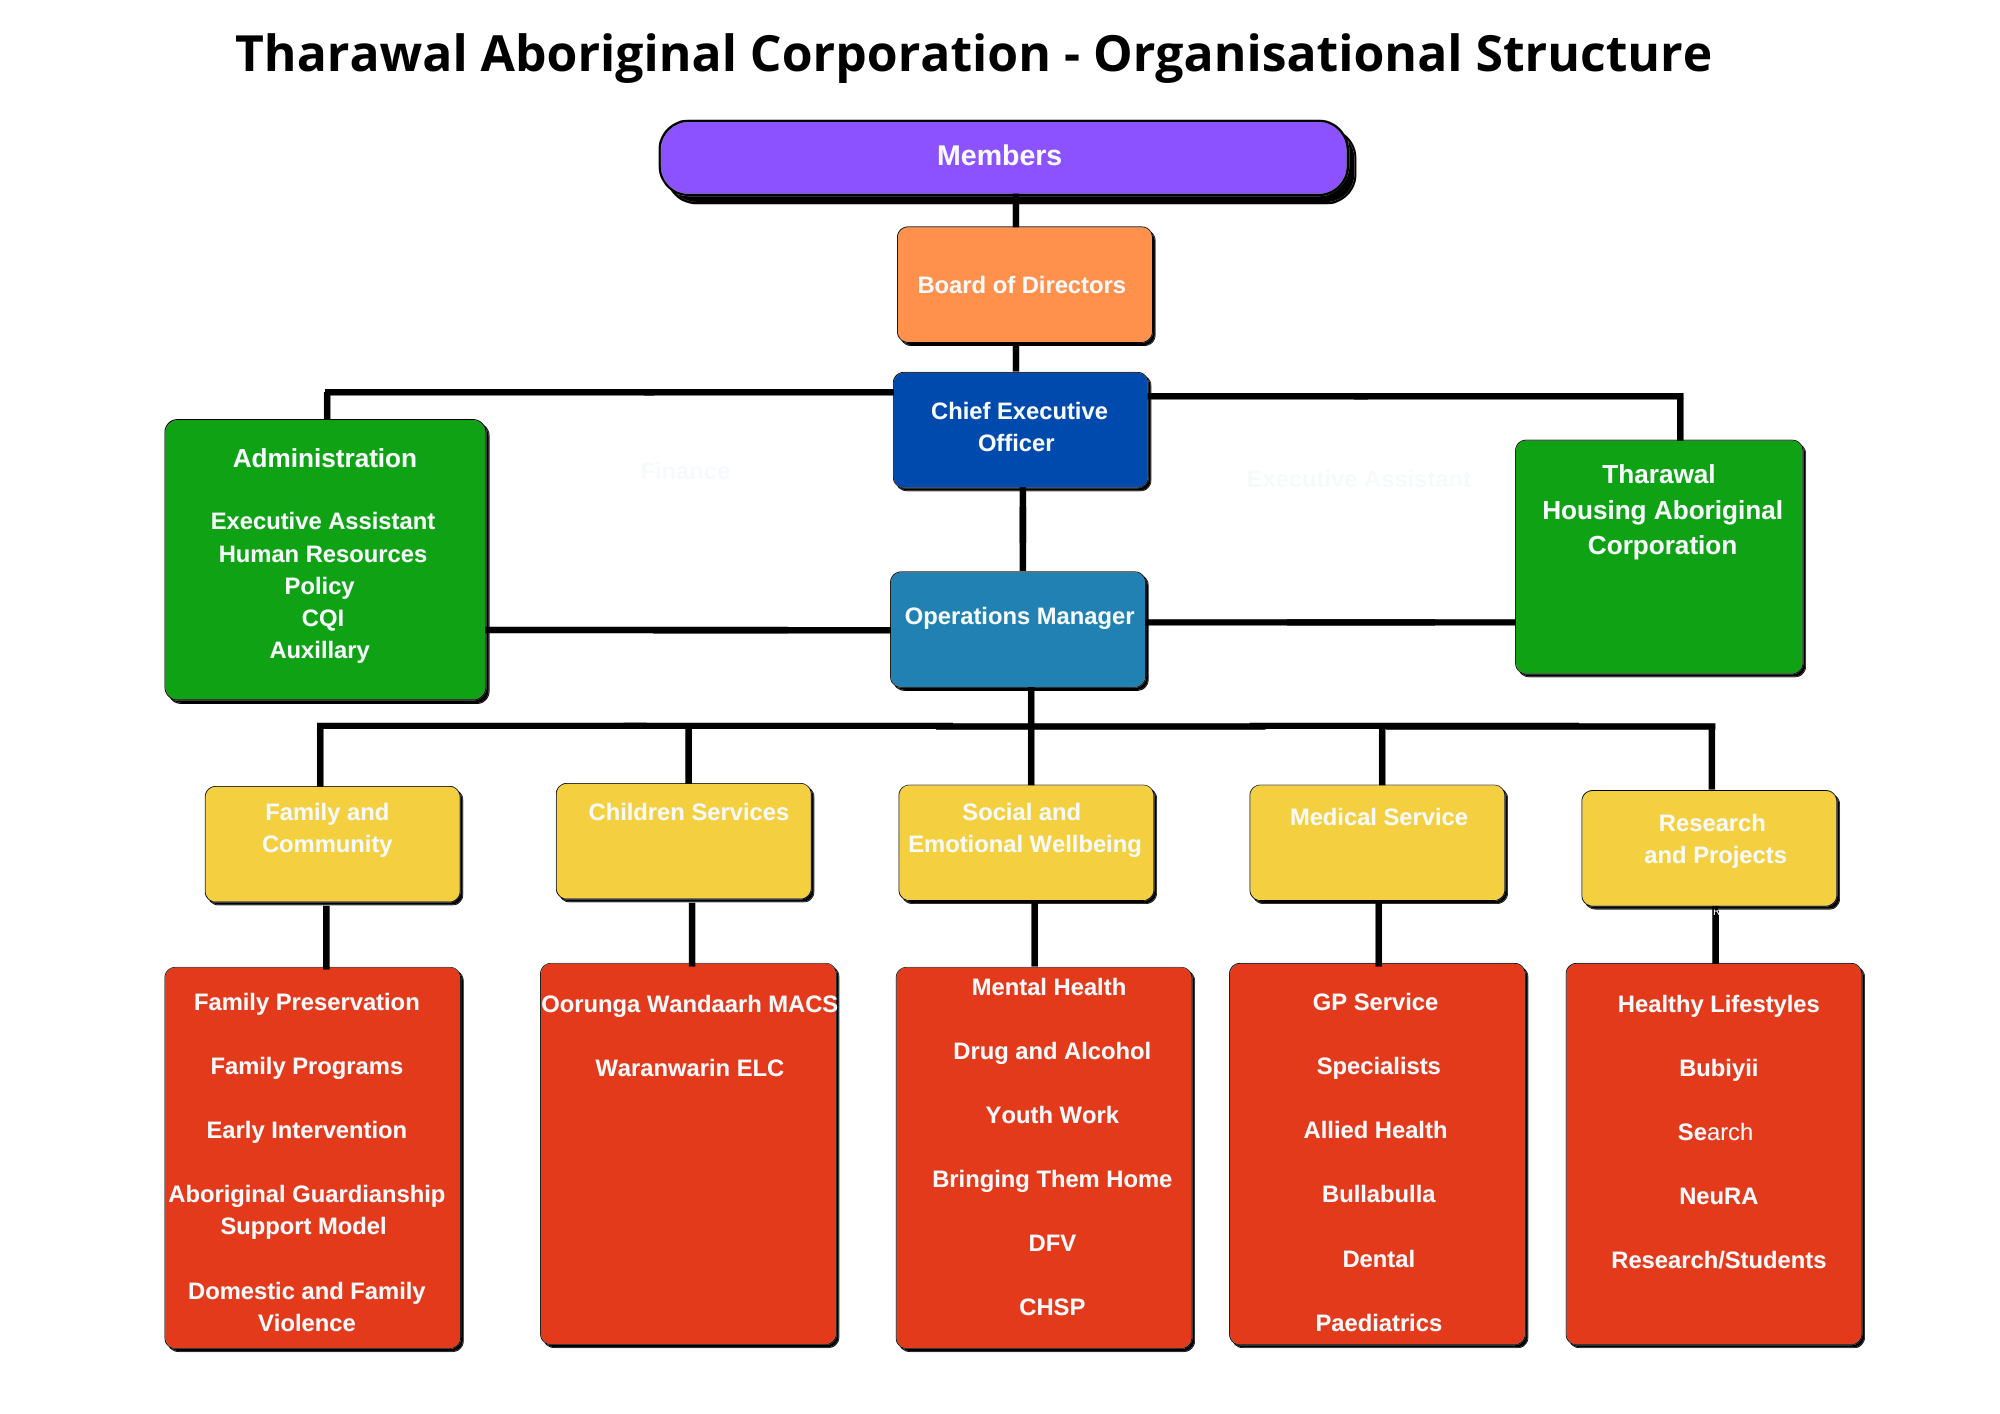 Tharawal Aboriginal Corporation - Organisational Structure
Members
Board of Directors
Chief Executive
Officer
Finance
Executive Assistant
Administration
Executive Assistant
Human Resources
Policy
CQI
Auxillary
Tharawal
Housing Aboriginal
Corporation
Operations Manager
Family and
Community
Children Services
Social and
Emotional Wellbeing
Medical Service
Research
and Projects
R
Family Preservation
Family Programs
Early Intervention
Aboriginal Guardianship
Support Model
Domestic and Family
Violence
Oorunga Wandaarh MACS
Waranwarin ELC
Mental Health
Drug and Alcohol
Youth Work
Bringing Them Home
DFV
CHSP
GP Service
Specialists
Allied Health
Bullabulla
Dental
Paediatrics
Healthy Lifestyles
Bubiyii
Search
NeuRA
Research/Students